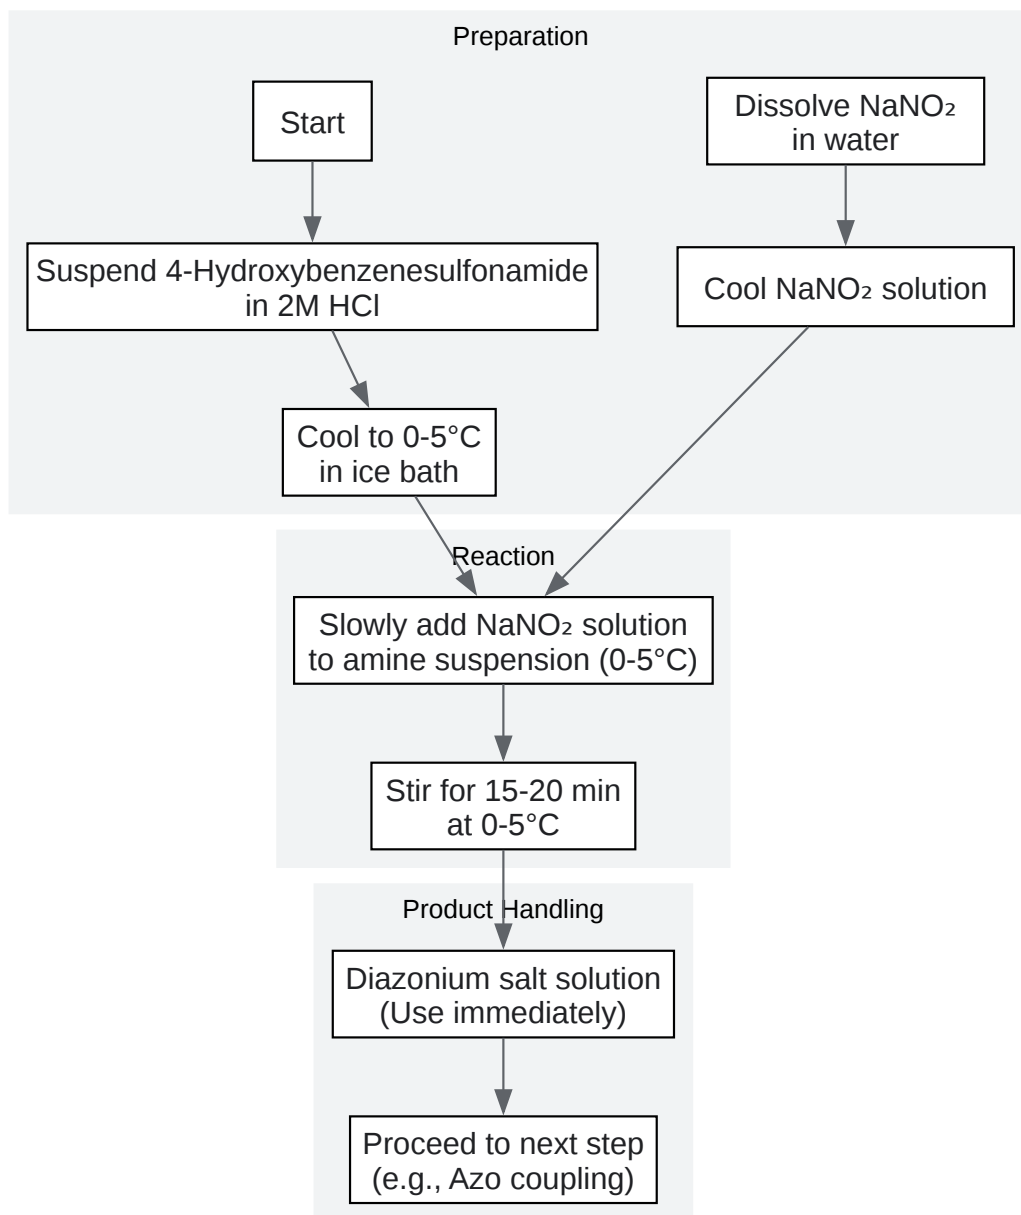 Preparation
Start
Dissolve NaNO₂
in water
Suspend 4-Hydroxybenzenesulfonamide
in 2M HCl
Cool NaNO₂ solution
Cool to 0-5°C
in ice bath
Reaction
Slowly add NaNO₂ solution
to amine suspension (0-5°C)
Stir for 15-20 min
at 0-5°C
Product Handling
Diazonium salt solution
(Use immediately)
Proceed to next step
(e.g., Azo coupling)